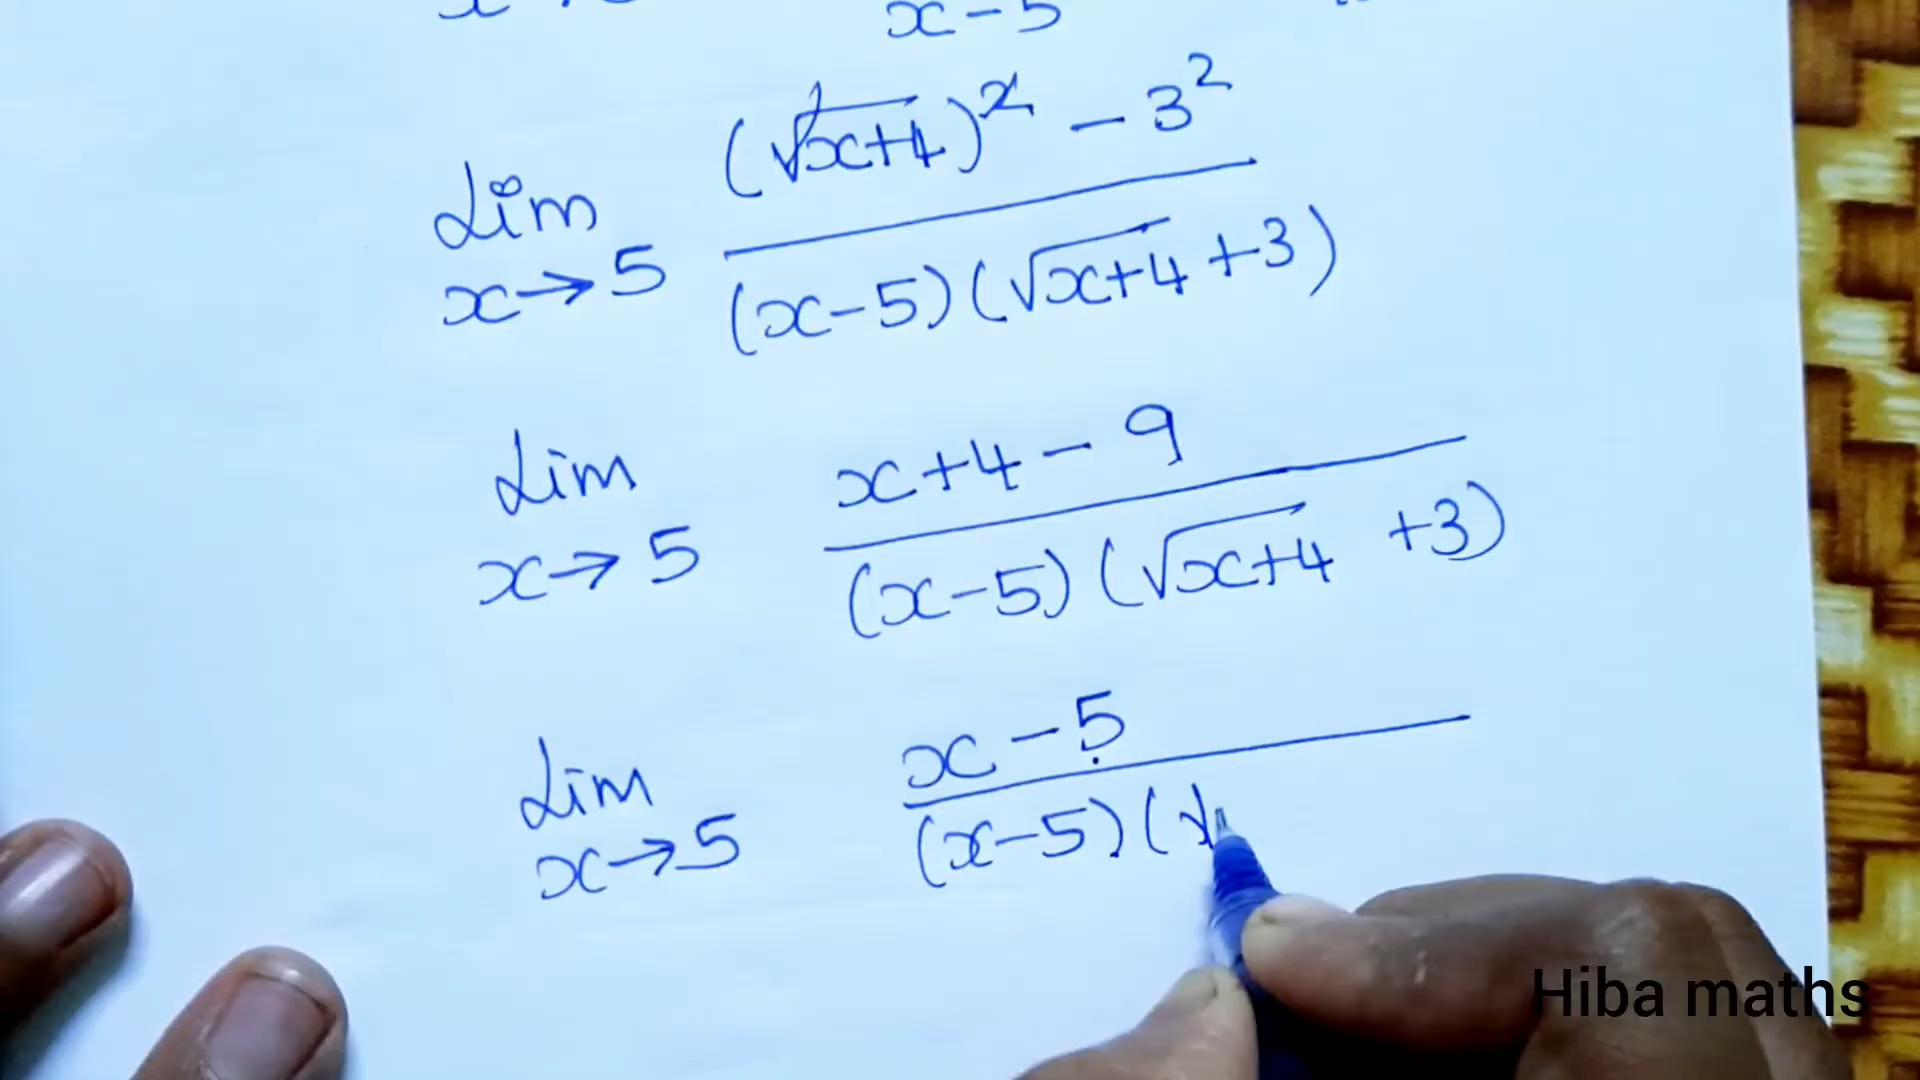 x-5
(√x+4)² - 3²
Lim
x→5
(x-5)(√x+4 +3)
x+4-9
Lim
x→5
(x-5)(√x+4 +3)
x-5
Lim
x→5
(x-5)(√
Hiba maths